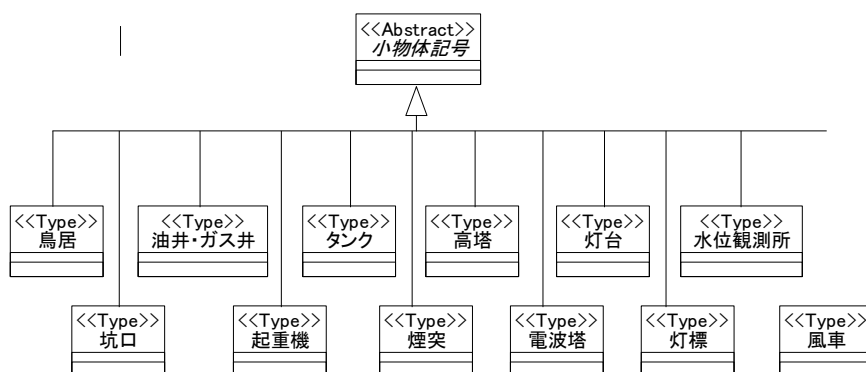 <<Abstract>>
小物体記号
<<Type>>
鳥居
<<Type>>
油井・ガス井
<<Type>>
タンク
<<Type>>
高塔
<<Type>>
灯台
<<Type>>
水位観測所
<<Type>>
坑口
<<Type>>
起重機
<<Type>>
煙突
<<Type>>
電波塔
<<Type>>
灯標
<<Type>>
風車